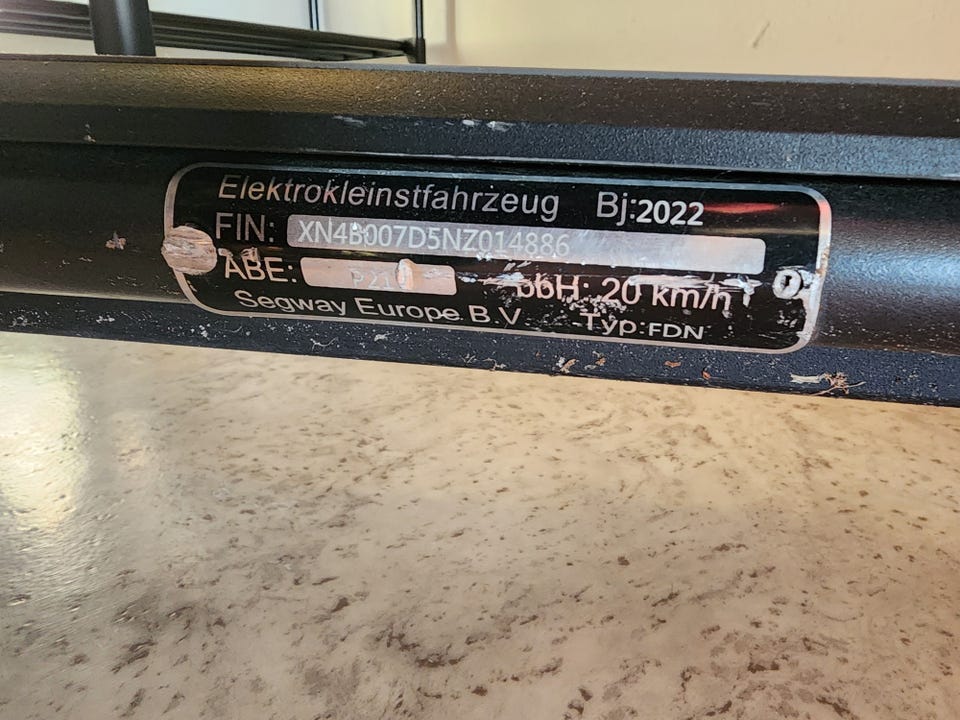 Elektrokleinstfahrzeug Bj:2022
FIN: XN4B007D5NZ014886
ABE: bbH: 20 km/h
Segway Europe B.V. Typ:FDN